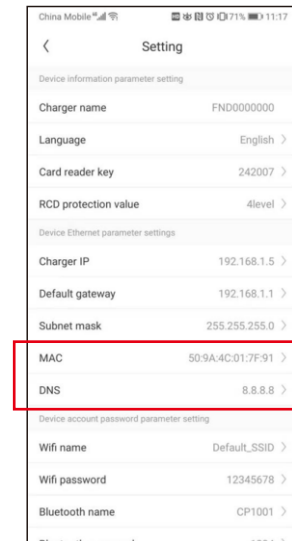 China Mobile 71% 11:17
Setting
Device information parameter setting
Charger name FND0000000
Language English
Card reader key 242007
RCD protection value 4level
Device Ethernet parameter settings
Charger IP 192.168.1.5
Default gateway 192.168.1.1
Subnet mask 255.255.255.0
MAC 50:9A:4C:01:7F:91
DNS 8.8.8.8
Device account password parameter setting
Wifi name Default_SSID
Wifi password 12345678
Bluetooth name CP1001